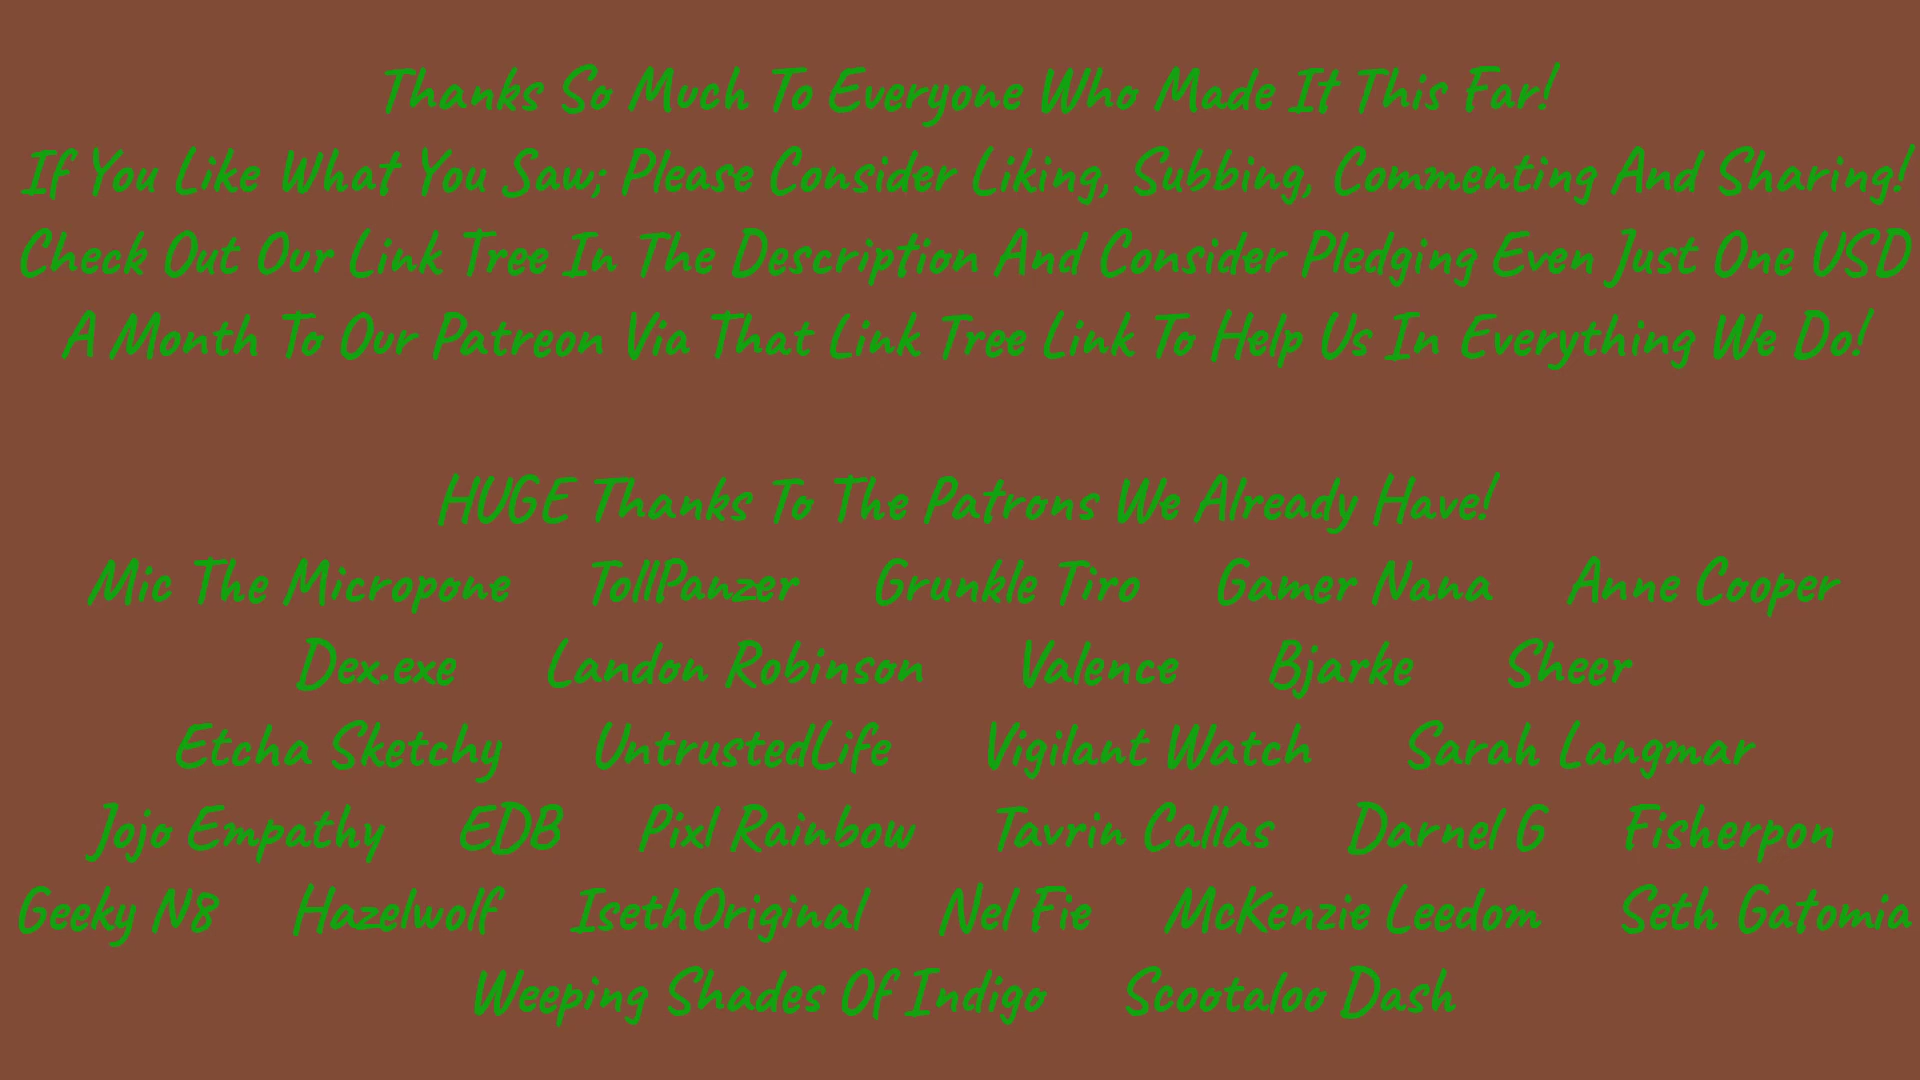 Thanks So Much To Everyone Who Made It This Far!
If You Like What You Saw; Please Consider Liking, Subbing, Commenting And Sharing!
Check Out Our Link Tree In The Description And Consider Pledging Even Just One USD
A Month To Our Patreon Via That Link Tree Link To Help Us In Everything We Do!
HUGE Thanks To The Patrons We Already Have!
Mic The Micropone TollPanzer Grunkle Tiro Gamer Nana Anne Cooper
Dex.exe Landon Robinson Valence Bjarke Sheer
Etcha Sketchy UntrustedLife Vigilant Watch Sarah Langmar
Jojo Empathy EDB Pixl Rainbow Tavrin Callas Darnel G Fisherpon
Geeky N8 Hazelwolf IsethOriginal Nel Fie McKenzie Leedom Seth Gatomia
Weeping Shades Of Indigo Scootaloo Dash